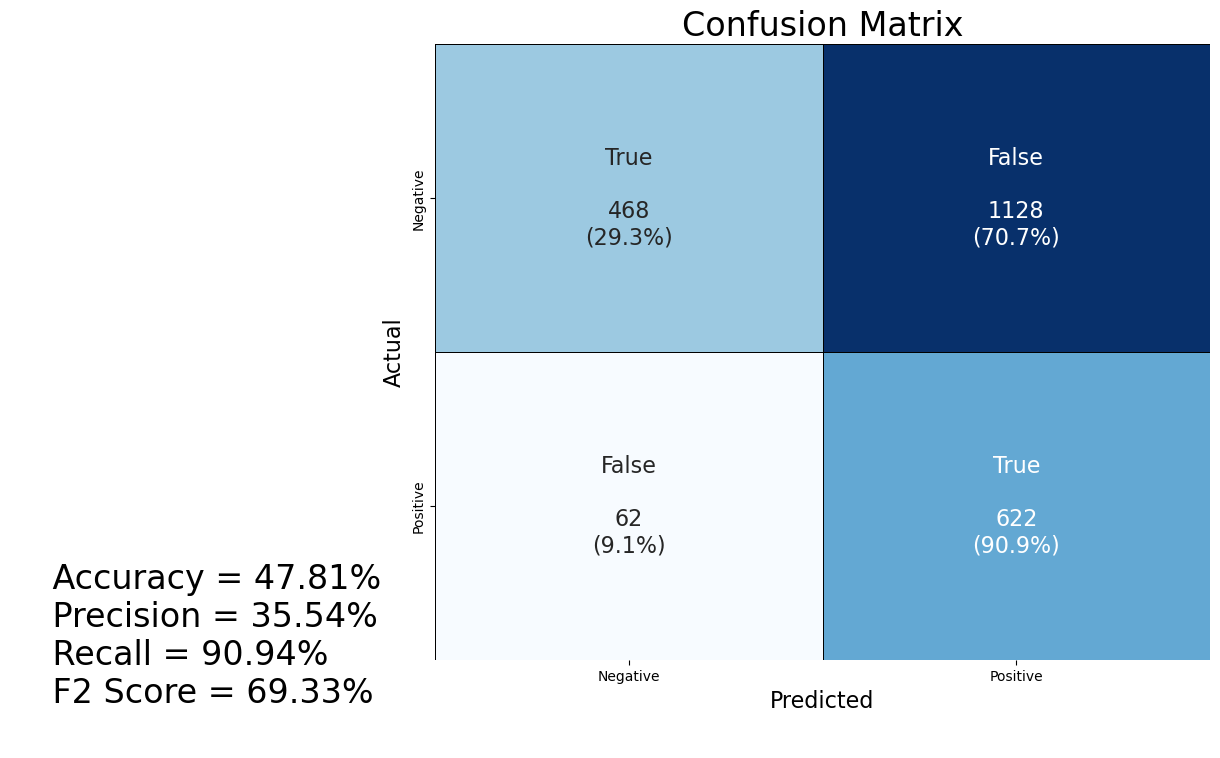 Confusion Matrix
True
468
(29.3%)
False
1128
(70.7%)
Negative
Actual
False
62
(9.1%)
True
622
(90.9%)
Positive
Accuracy = 47.81%
Precision = 35.54%
Recall = 90.94%
F2 Score = 69.33%
Negative
Positive
Predicted